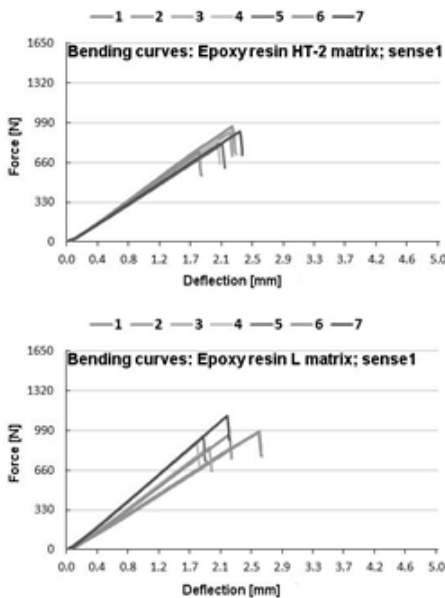 1 2 3 4 5 6 7
Bending curves: Epoxy resin HT-2 matrix; sense1
1650
1320
990
660
330
0
Force [N]
0.0 0.4 0.8 1.2 1.7 2.1 2.5 2.9 3.3 3.7 4.2 4.6 5.0
Deflection [mm]
1 2 3 4 5 6 7
Bending curves: Epoxy resin L matrix; sense1
1650
1320
990
660
330
0
Force [N]
0.0 0.4 0.8 1.2 1.7 2.1 2.5 2.9 3.3 3.7 4.2 4.6 5.0
Deflection [mm]